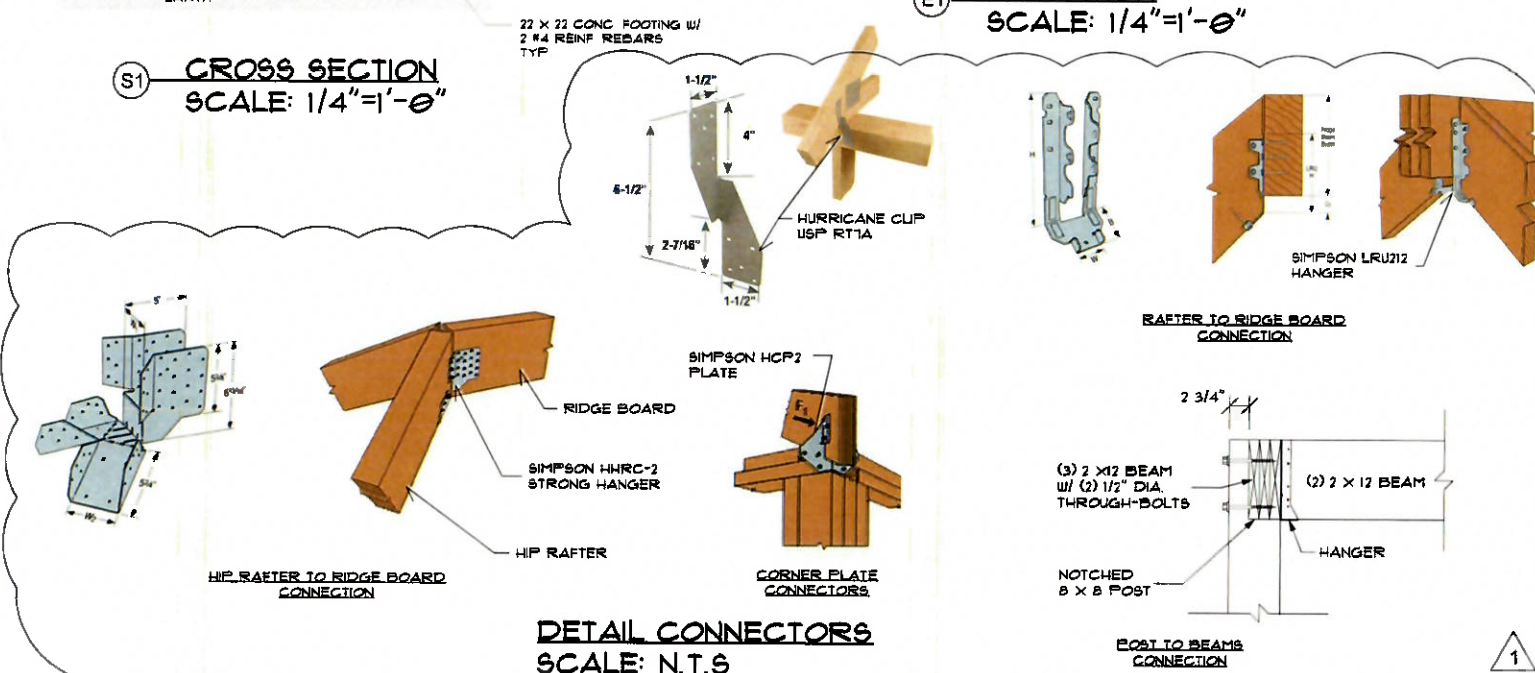 22 X 22 CONC FOOTING W/
2 #4 REINF REBARS
TYP
S1
CROSS SECTION
SCALE: 1/4"=1'-0"
SCALE: 1/4"=1'-0"
1-1/2"
4"
6-1/2"
2-7/16"
1-1/2"
HURRICANE CLIP
USP RT7A
H
B
W
SIMPSON LRU212
HANGER
RAFTER TO RIDGE BOARD
CONNECTION
5"
W2
RIDGE BOARD
SIMPSON HHRC-2
STRONG HANGER
HIP RAFTER
HIP RAFTER TO RIDGE BOARD
CONNECTION
SIMPSON HCP2
PLATE
F1
CORNER PLATE
CONNECTORS
2 3/4"
(3) 2 X12 BEAM
W/ (2) 1/2" DIA.
THROUGH-BOLTS
(2) 2 X 12 BEAM
HANGER
NOTCHED
8 X 8 POST
POST TO BEAMS
CONNECTION
DETAIL CONNECTORS
SCALE: N.T.S
1